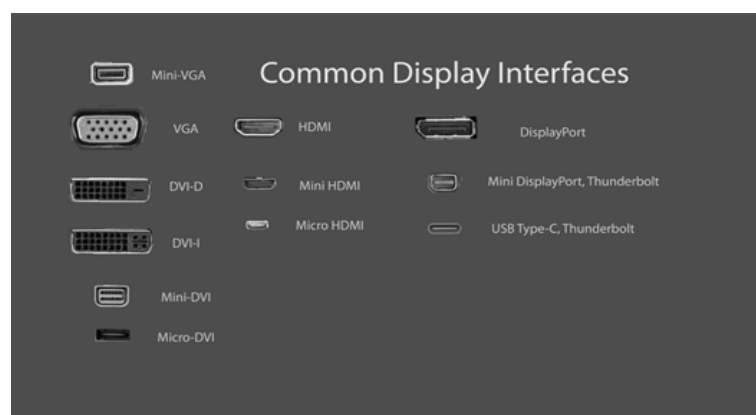 Common Display Interfaces
Mini-VGA
VGA
DVI-D
DVI-I
Mini-DVI
Micro-DVI
HDMI
Mini HDMI
Micro HDMI
DisplayPort
Mini DisplayPort, Thunderbolt
USB Type-C, Thunderbolt